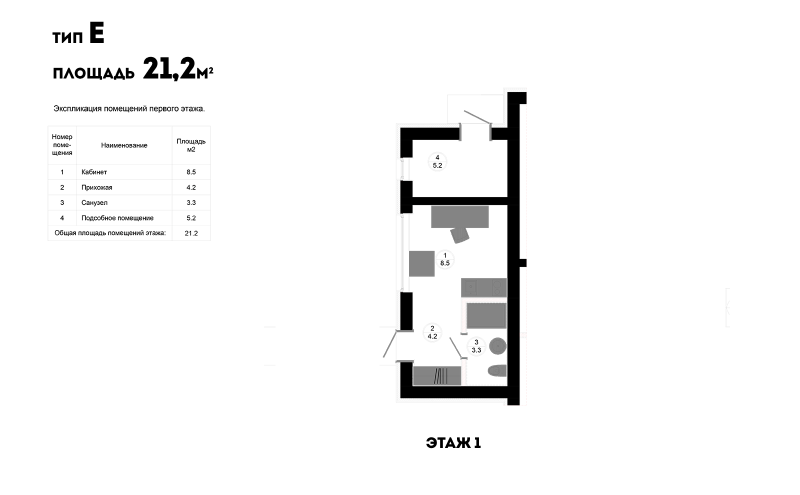 ТИП Е
ПЛОЩАДЬ 21,2м²
Экспликация помещений первого этажа.
Номер поме- щения Наименование Площадь м2
1 Кабинет 8.5
2 Прихожая 4.2
3 Санузел 3.3
4 Подсобное помещение 5.2
Общая площадь помещений этажа: 21.2
4
5.2
1
8.5
2
4.2
3
3.3
ЭТАЖ 1